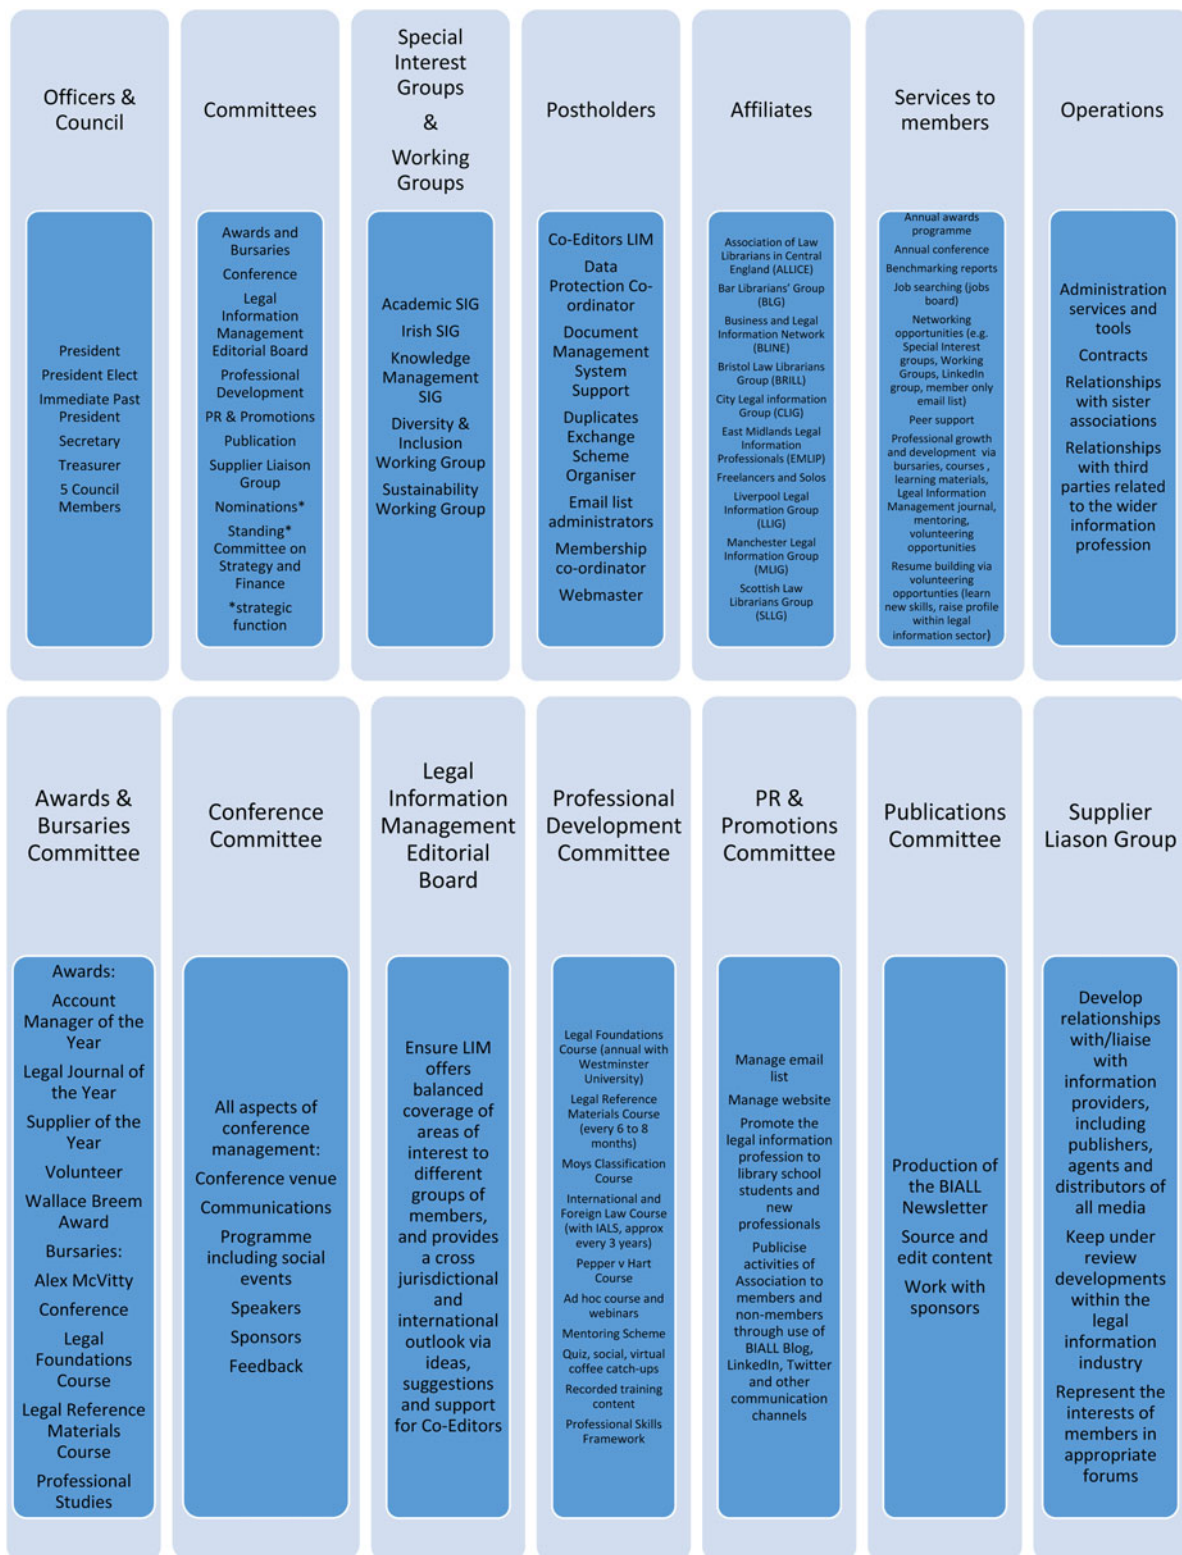 Officers &
Council
President
President Elect
Immediate Past
President
Secretary
Treasurer
5 Council
Members
Committees
Awards and
Bursaries
Conference
Legal
Information
Management
Editorial Board
Professional
Development
PR & Promotions
Publication
Supplier Liaison
Group
Nominations*
Standing*
Committee on
Strategy and
Finance
*strategic
function
Special
Interest
Groups
&
Working
Groups
Academic SIG
Irish SIG
Knowledge
Management
SIG
Diversity &
Inclusion
Working Group
Sustainability
Working Group
Postholders
Co-Editors LIM
Data
Protection Co-
ordinator
Document
Management
System
Support
Duplicates
Exchange
Scheme
Organiser
Email list
administrators
Membership
co-ordinator
Webmaster
Affiliates
Association of Law
Librarians in Central
England (ALLICE)
Bar Librarians' Group
(BLG)
Business and Legal
Information Network
(BLINE)
Bristol Law Librarians
Group (BRILL)
City Legal information
Group (CLIG)
East Midlands Legal
Information
Professionals (EMLIP)
Freelancers and Solos
Liverpool Legal
Information Group
(LLIG)
Manchester Legal
Information Group
(MLIG)
Scottish Law
Librarians Group
(SLLG)
Services to
members
Annual awards
programme
Annual conference
Benchmarking reports
Job searching (jobs
board)
Networking
opportunities (e.g.
Special Interest
groups, Working
Groups, LinkedIn
group, member only
email list)
Peer support
Professional growth
and development via
bursaries, courses ,
learning materials,
Lgeal Information
Management journal,
mentoring,
volunteering
opportunities
Resume building via
volunteering
opportunties (learn
new skills, raise profile
within legal
information sector)
Operations
Administration
services and
tools
Contracts
Relationships
with sister
associations
Relationships
with third
parties related
to the wider
information
profession
Awards &
Bursaries
Committee
Awards:
Account
Manager of the
Year
Legal Journal of
the Year
Supplier of the
Year
Volunteer
Wallace Breem
Award
Bursaries:
Alex McVitty
Conference
Legal
Foundations
Course
Legal Reference
Materials
Course
Professional
Studies
Conference
Committee
All aspects of
conference
management:
Conference venue
Communications
Programme
including social
events
Speakers
Sponsors
Feedback
Legal
Information
Management
Editorial
Board
Ensure LIM
offers
balanced
coverage of
areas of
interest to
different
groups of
members,
and provides
a cross
jurisdictional
and
international
outlook via
ideas,
suggestions
and support
for Co-Editors
Professional
Development
Committee
Legal Foundations
Course (annual with
Westminster
University)
Legal Reference
Materials Course
(every 6 to 8
months)
Moys Classification
Course
International and
Foreign Law Course
(with IALS, approx
every 3 years)
Pepper v Hart
Course
Ad hoc course and
webinars
Mentoring Scheme
Quiz, social, virtual
coffee catch-ups
Recorded training
content
Professional Skills
Framework
PR &
Promotions
Committee
Manage email
list
Manage website
Promote the
legal information
profession to
library school
students and
new
professionals
Publicise
activities of
Association to
members and
non-members
through use of
BIALL Blog,
LinkedIn, Twitter
and other
communication
channels
Publications
Committee
Production of
the BIALL
Newsletter
Source and
edit content
Work with
sponsors
Supplier
Liason Group
Develop
relationships
with/liaise
with
information
providers,
including
publishers,
agents and
distributors of
all media
Keep under
review
developments
within the
legal
information
industry
Represent the
interests of
members in
appropriate
forums